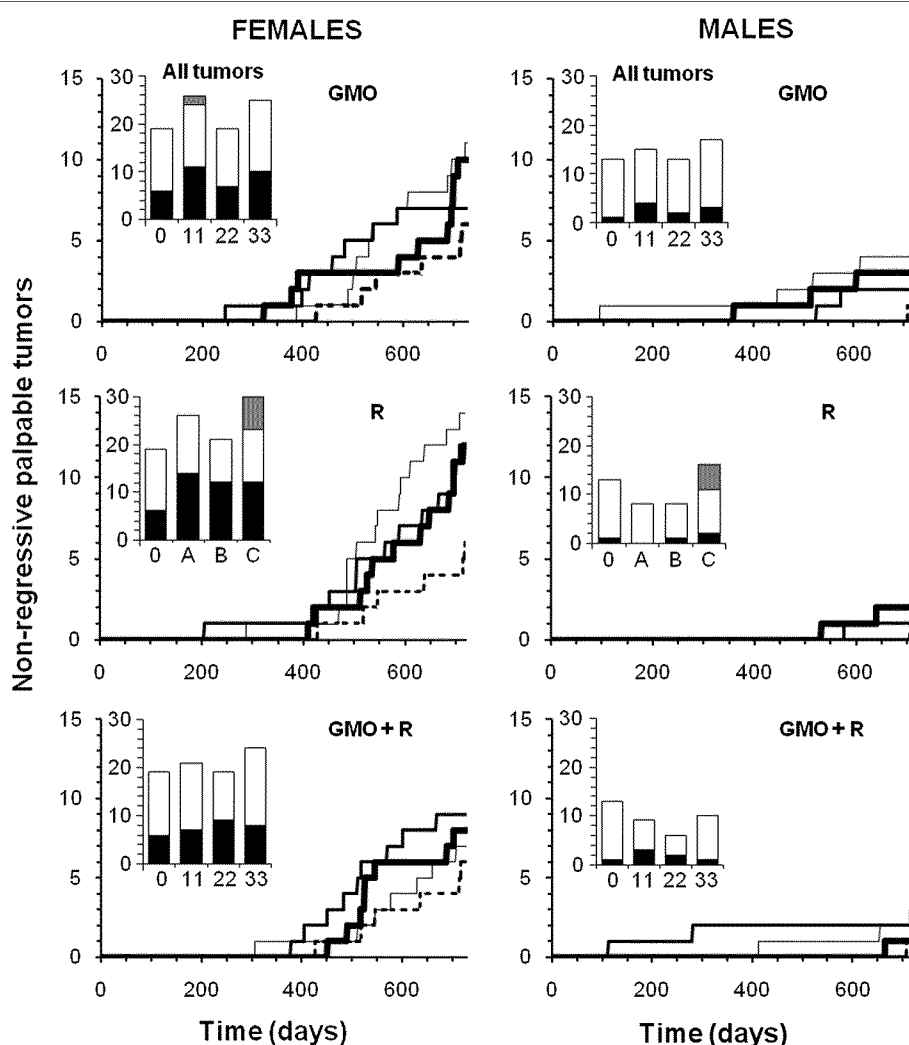 FEMALES MALES
All tumors All tumors
15 30 GMO 15 30 GMO
20 20
10 10
10 10
0 0
0 11 22 33 0 11 22 33
5 5
0 0
0 200 400 600 0 200 400 600
15 30 R 15 30 R
20 20
10 10
10 10
0 0
0 A B C 0 A B C
5 5
0 0
0 200 400 600 0 200 400 600
15 30 GMO + R 15 30 GMO + R
20 20
10 10
10 10
0 0
0 11 22 33 0 11 22 33
5 5
0 0
0 200 400 600 0 200 400 600
Time (days) Time (days)
Non-regressive palpable tumors